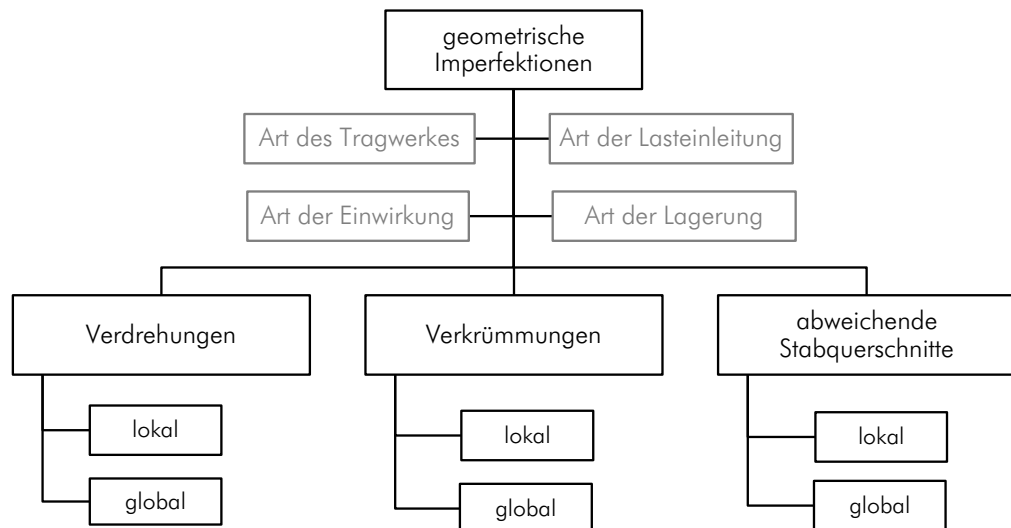 geometrische
Imperfektionen
Art des Tragwerkes
Art der Lasteinleitung
Art der Einwirkung
Art der Lagerung
Verdrehungen
Verkrümmungen
abweichende
Stabquerschnitte
lokal
lokal
lokal
global
global
global